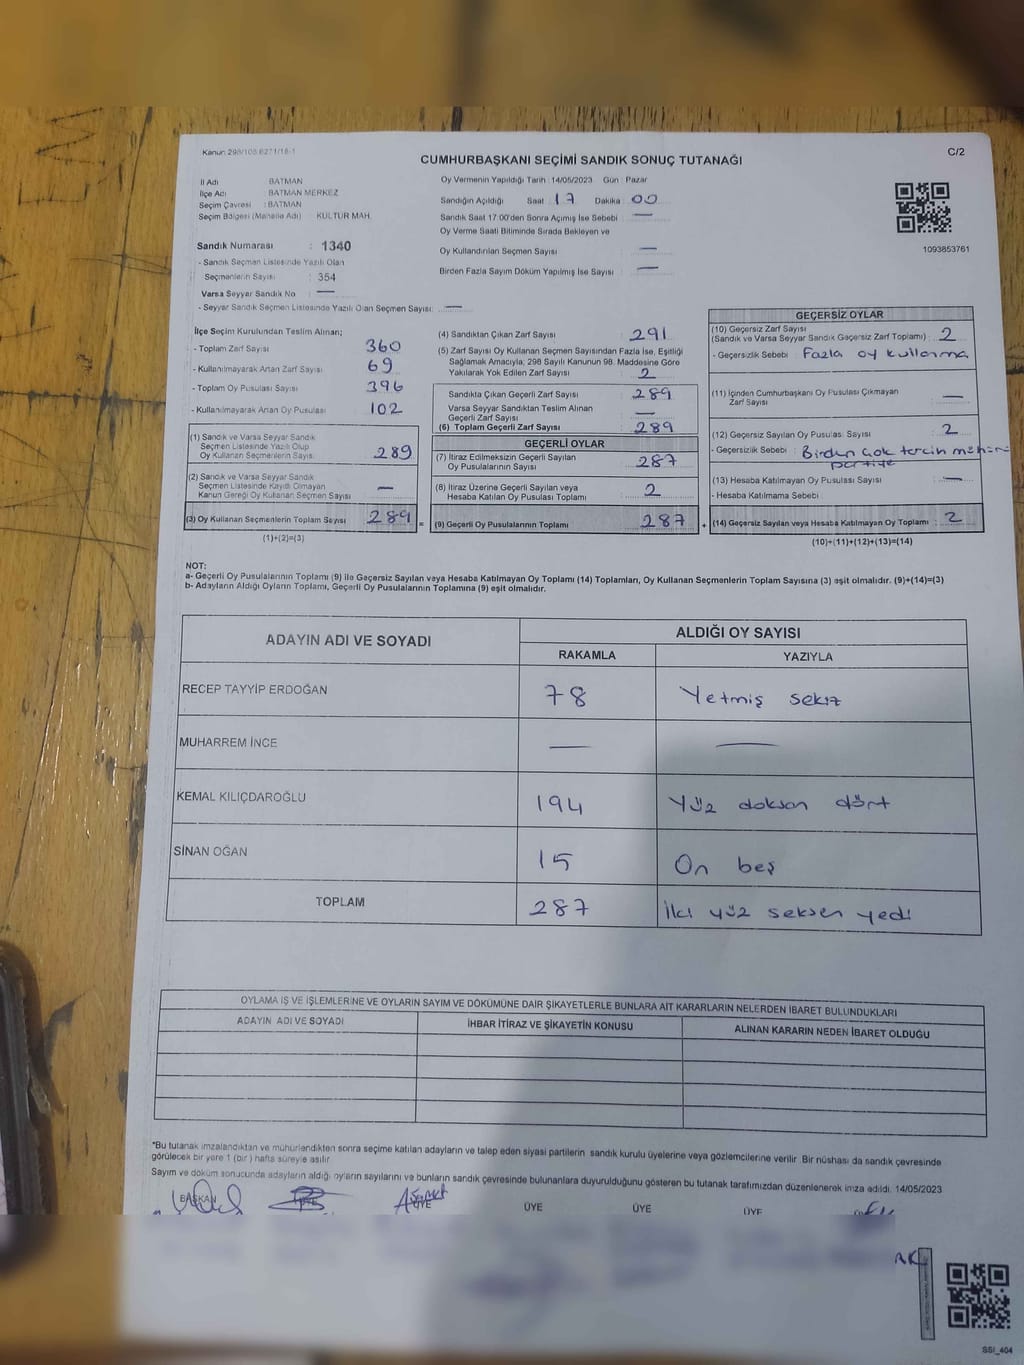 Kanun: 298/105 6271/18-1
CUMHURBAŞKANI SEÇİMİ SANDIK SONUÇ TUTANAĞI
C/2
İl Adı : BATMAN
İlçe Adı : BATMAN MERKEZ
Seçim Çevresi : BATMAN
Seçim Bölgesi (Mahalle Adı) : KÜLTÜR MAH.
Oy Vermenin Yapıldığı Tarih : 14/05/2023 Gün : Pazar
Sandığın Açıldığı Saat : 17 Dakika : 00
Sandık Saat 17:00'den Sonra Açımış İse Sebebi : —
Oy Verme Saati Bitiminde Sırada Bekleyen ve
Oy Kullandırılan Seçmen Sayısı : —
Birden Fazla Sayım Döküm Yapılmış İse Sayısı : —
1093853761
Sandık Numarası : 1340
- Sandık Seçmen Listesinde Yazılı Olan
Seçmenlerin Sayısı : 354
Varsa Seyyar Sandık No : —
- Seyyar Sandık Seçmen Listesinde Yazılı Olan Seçmen Sayısı: —
İlçe Seçim Kurulundan Teslim Alınan;
- Toplam Zarf Sayısı : 360
- Kullanılmayarak Artan Zarf Sayısı : 69
- Toplam Oy Pusulası Sayısı : 396
- Kullanılmayarak Artan Oy Pusulası : 102
(1) Sandık ve Varsa Seyyar Sandık
Seçmen Listesinde Yazılı Olup
Oy Kullanan Seçmenlerin Sayısı : 289
(2) Sandık ve Varsa Seyyar Sandık
Seçmen Listesinde Kayıtlı Olmayan
Kanun Gereği Oy Kullanan Seçmen Sayısı : —
(3) Oy Kullanan Seçmenlerin Toplam Sayısı : 289 =
(1)+(2)=(3)
(4) Sandıktan Çıkan Zarf Sayısı : 291
(5) Zarf Sayısı Oy Kullanan Seçmen Sayısından Fazla İse, Eşitliği
Sağlamak Amacıyla, 298 Sayılı Kanunun 98. Maddesine Göre
Yakılarak Yok Edilen Zarf Sayısı : 2
Sandıkta Çıkan Geçerli Zarf Sayısı : 289
Varsa Seyyar Sandıktan Teslim Alınan
Geçerli Zarf Sayısı : —
(6) Toplam Geçerli Zarf Sayısı : 289
GEÇERLİ OYLAR
(7) İtiraz Edilmeksizin Geçerli Sayılan
Oy Pusulalarının Sayısı : 287
(8) İtiraz Üzerine Geçerli Sayılan veya
Hesaba Katılan Oy Pusulası Toplamı : 2
(9) Geçerli Oy Pusulalarının Toplamı : 287 +
GEÇERSİZ OYLAR
(10) Geçersiz Zarf Sayısı
(Sandık ve Varsa Seyyar Sandık Geçersiz Zarf Toplamı) : 2
- Geçersizlik Sebebi : Fazla oy kullanma
(11) İçinden Cumhurbaşkanı Oy Pusulası Çıkmayan
Zarf Sayısı : —
(12) Geçersiz Sayılan Oy Pusulası Sayısı : 2
- Geçersizlik Sebebi : Birden çok tercih mühürü
partiye
(13) Hesaba Katılmayan Oy Pusulası Sayısı : —
- Hesaba Katılmama Sebebi :
(14) Geçersiz Sayılan veya Hesaba Katılmayan Oy Toplamı : 2
(10)+(11)+(12)+(13)=(14)
NOT:
a- Geçerli Oy Pusulalarının Toplamı (9) ile Geçersiz Sayılan veya Hesaba Katılmayan Oy Toplamı (14) Toplamları, Oy Kullanan Seçmenlerin Toplam Sayısına (3) eşit olmalıdır. (9)+(14)=(3)
b- Adayların Aldığı Oyların Toplamı, Geçerli Oy Pusulalarının Toplamına (9) eşit olmalıdır.
ADAYIN ADI VE SOYADI
ALDIĞI OY SAYISI
RAKAMLA YAZIYLA
RECEP TAYYİP ERDOĞAN 78 Yetmiş sekiz
MUHARREM İNCE — —
KEMAL KILIÇDAROĞLU 194 Yüz doksan dört
SİNAN OĞAN 15 On beş
TOPLAM 287 İki yüz seksen yedi
OYLAMA İŞ VE İŞLEMLERİNE VE OYLARIN SAYIM VE DÖKÜMÜNE DAİR ŞİKAYETLERLE BUNLARA AİT KARARLARIN NELERDEN İBARET BULUNDUKLARI
ADAYIN ADI VE SOYADI İHBAR İTİRAZ VE ŞİKAYETİN KONUSU ALINAN KARARIN NEDEN İBARET OLDUĞU
*Bu tutanak imzalandıktan ve mühürlendikten sonra seçime katılan adayların ve talep eden siyasi partilerin sandık kurulu üyelerine veya gözlemcilerine verilir. Bir nüshası da sandık çevresinde
görülecek bir yere 1 (bir) hafta süreyle asılır.
Sayım ve döküm sonucunda adayların aldığı oyların sayılarını ve bunların sandık çevresinde bulunanlara duyurulduğunu gösteren bu tutanak tarafımızdan düzenlenerek imza edildi. 14/05/2023
BAŞKAN ÜYE ÜYE ÜYE ÜYE ÜYE
SSI_404